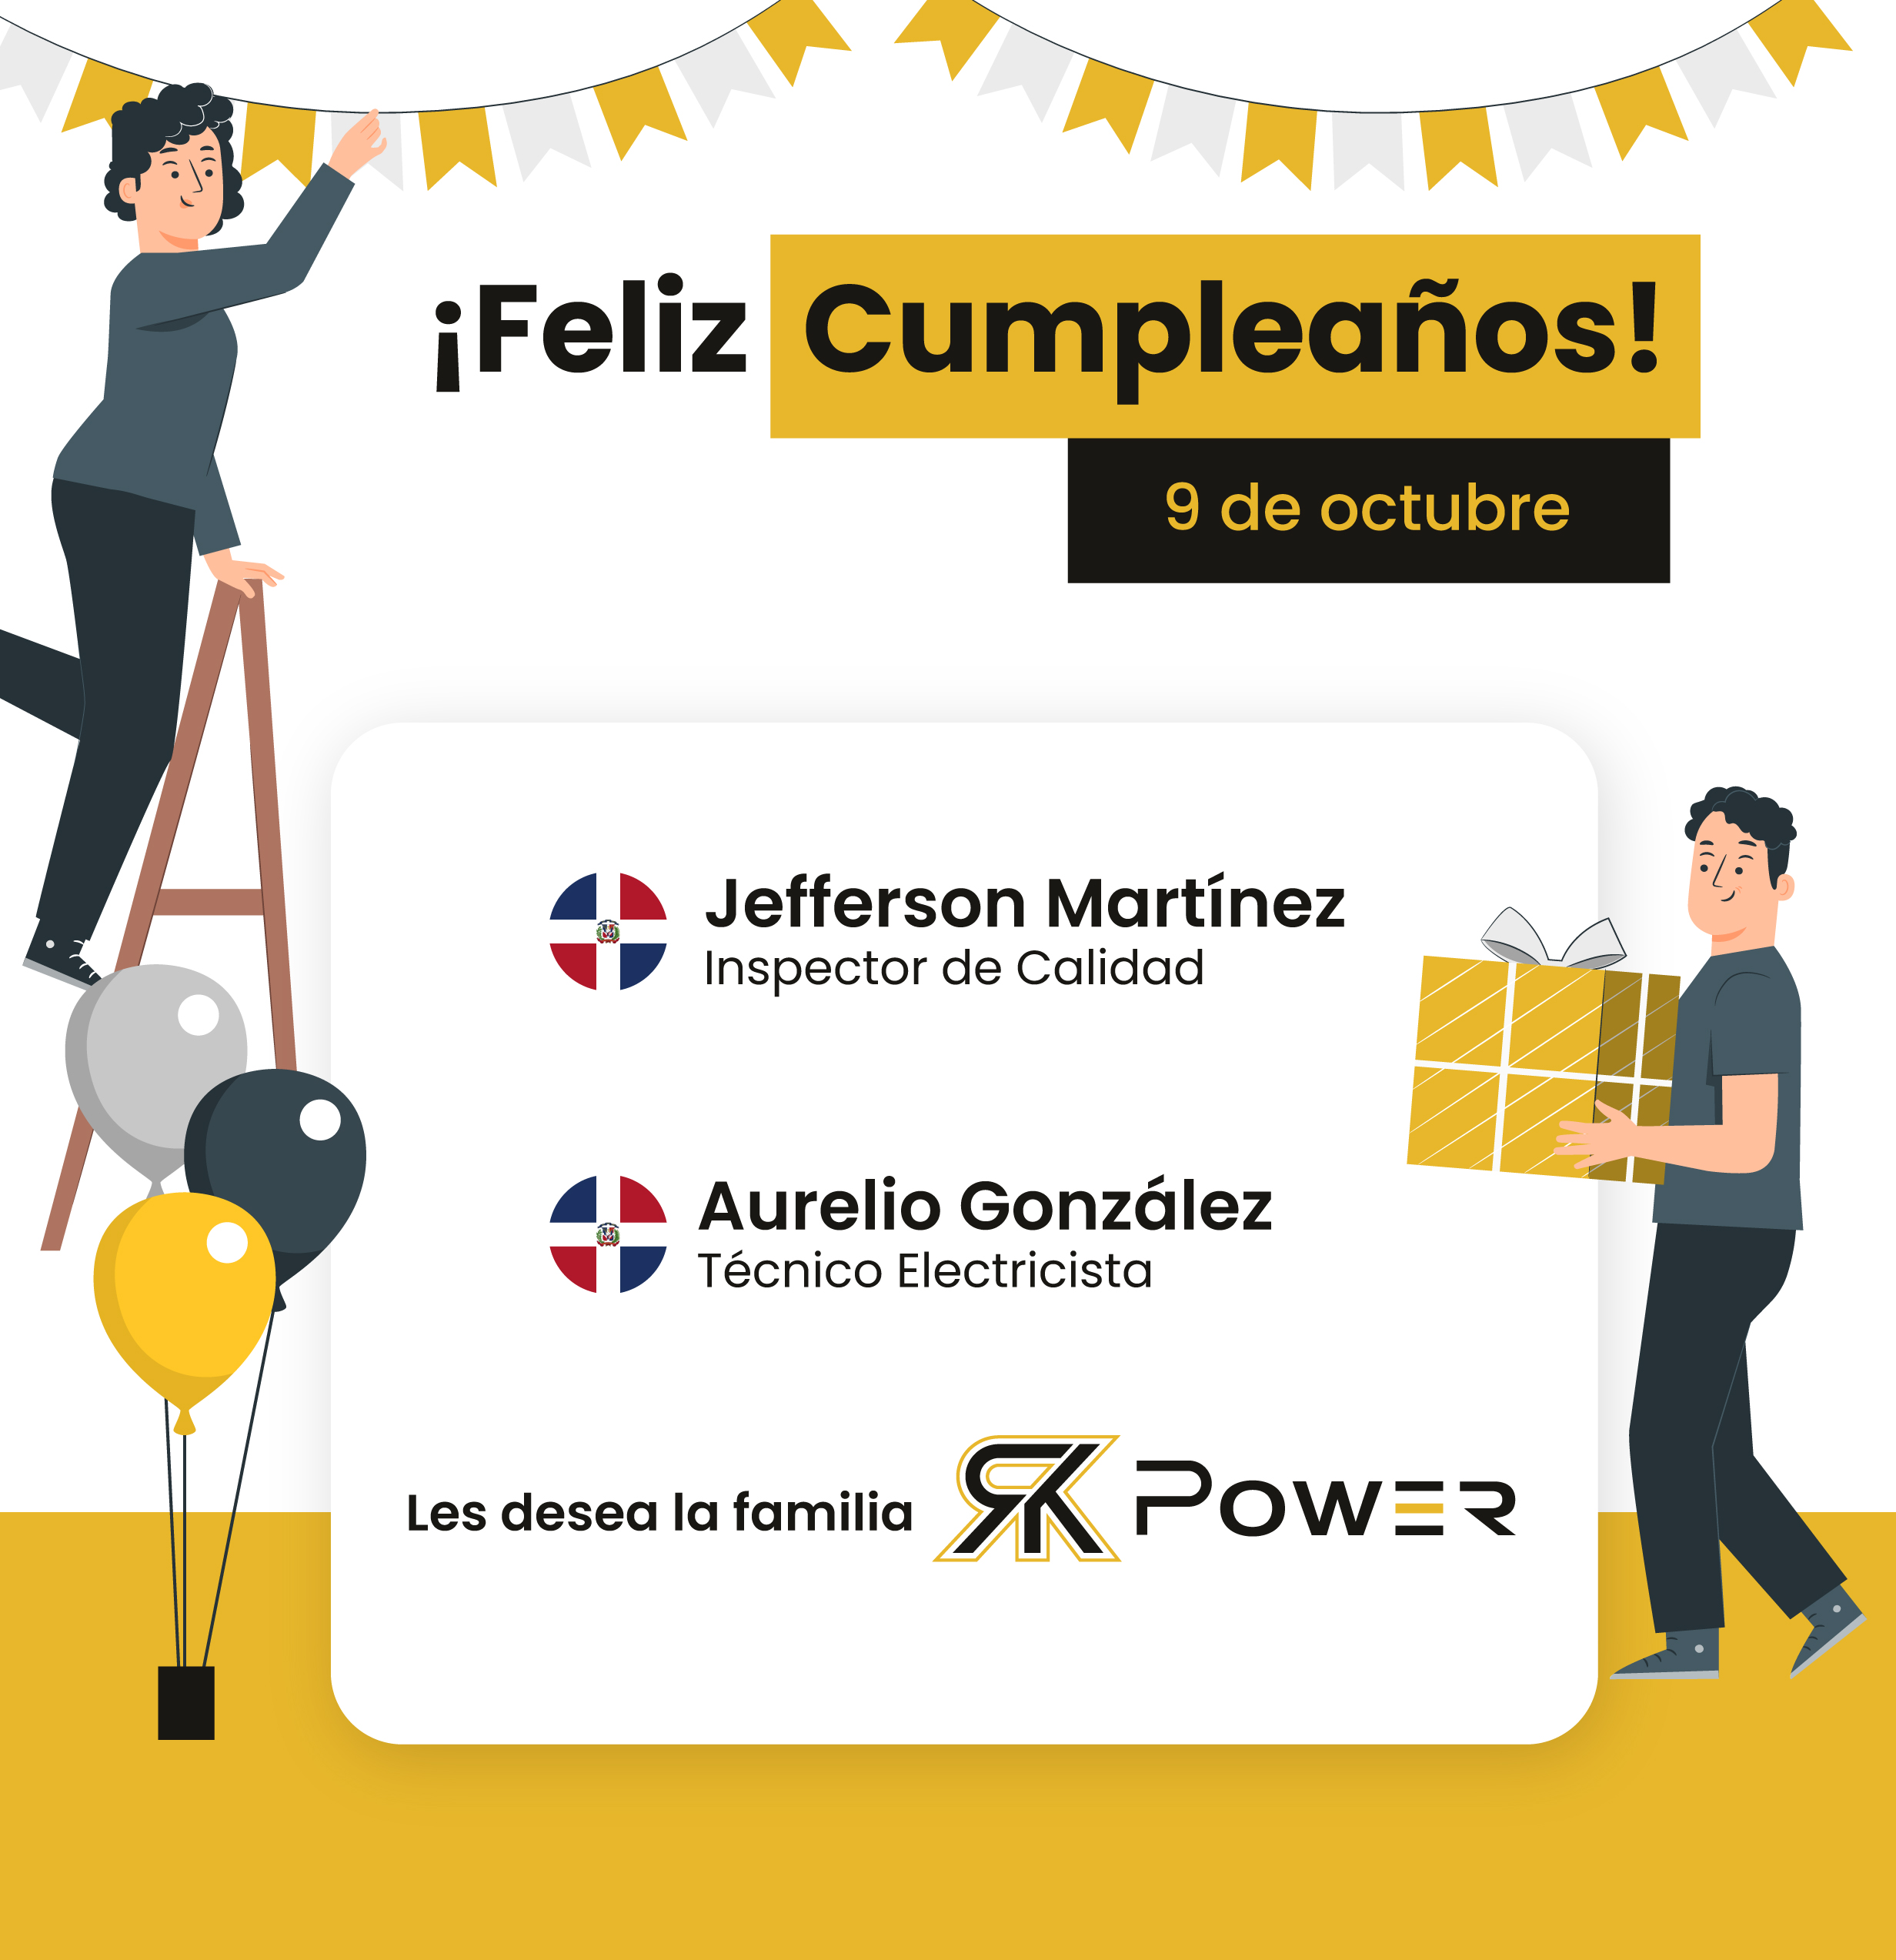 ¡Feliz Cumpleaños!
9 de octubre
Jefferson Martínez
Inspector de Calidad
Aurelio González
Técnico Electricista
Les desea la familia RK Power